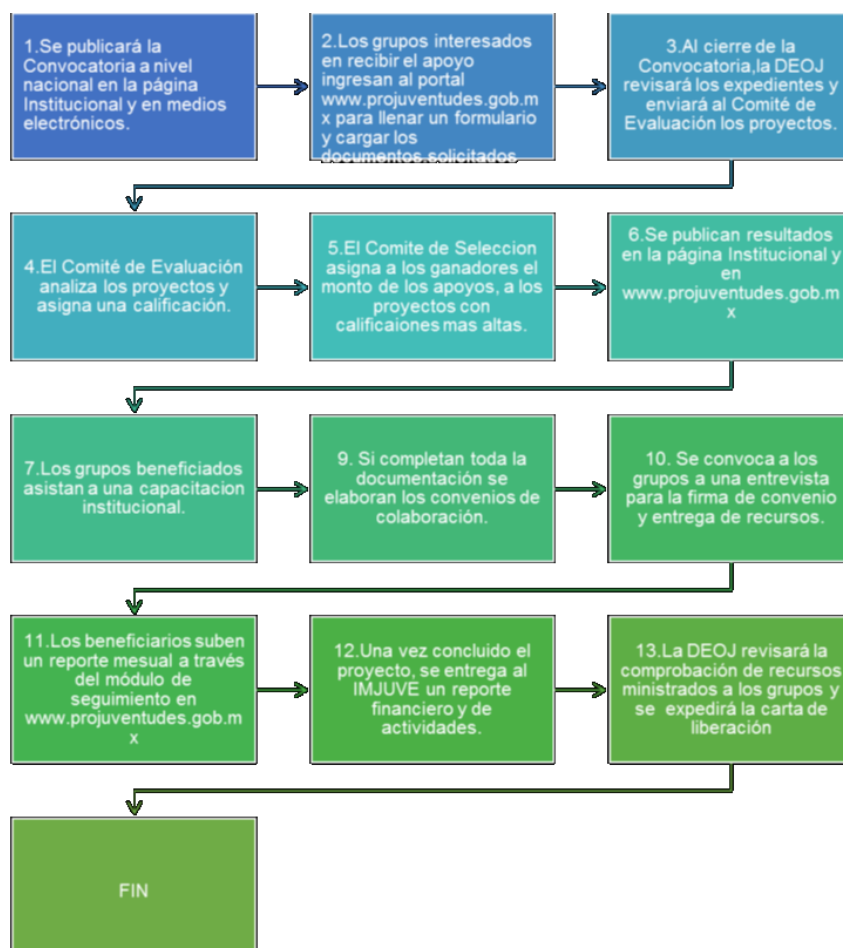 1.Se publicará la
Convocatoria a nivel
nacional en la página
Institucional y en medios
electrónicos.
2.Los grupos interesados
en recibir el apoyo
ingresan al portal
www.projuventudes.gob.m
x para llenar un formulario
y cargar los
documentos solicitados
3.Al cierre de la
Convocatoria,la DEOJ
revisará los expedientes y
enviará al Comité de
Evaluación los proyectos.
4.El Comité de Evaluación
analiza los proyectos y
asigna una calificación.
5.El Comite de Seleccion
asigna a los ganadores el
monto de los apoyos, a los
proyectos con
calificaiones mas altas.
6.Se publican resultados
en la página Institucional y
en
www.projuventudes.gob.m
x
7.Los grupos beneficiados
asistan a una capacitacion
institucional.
9. Si completan toda la
documentación se
elaboran los convenios de
colaboración.
10. Se convoca a los
grupos a una entrevista
para la firma de convenio
y entrega de recursos.
11.Los beneficiarios suben
un reporte mesual a través
del módulo de
seguimiento en
www.projuventudes.gob.m
x
12.Una vez concluido el
proyecto, se entrega al
IMJUVE un reporte
financiero y de
actividades.
13.La DEOJ revisará la
comprobación de recursos
ministrados a los grupos y
se expedirá la carta de
liberación
FIN